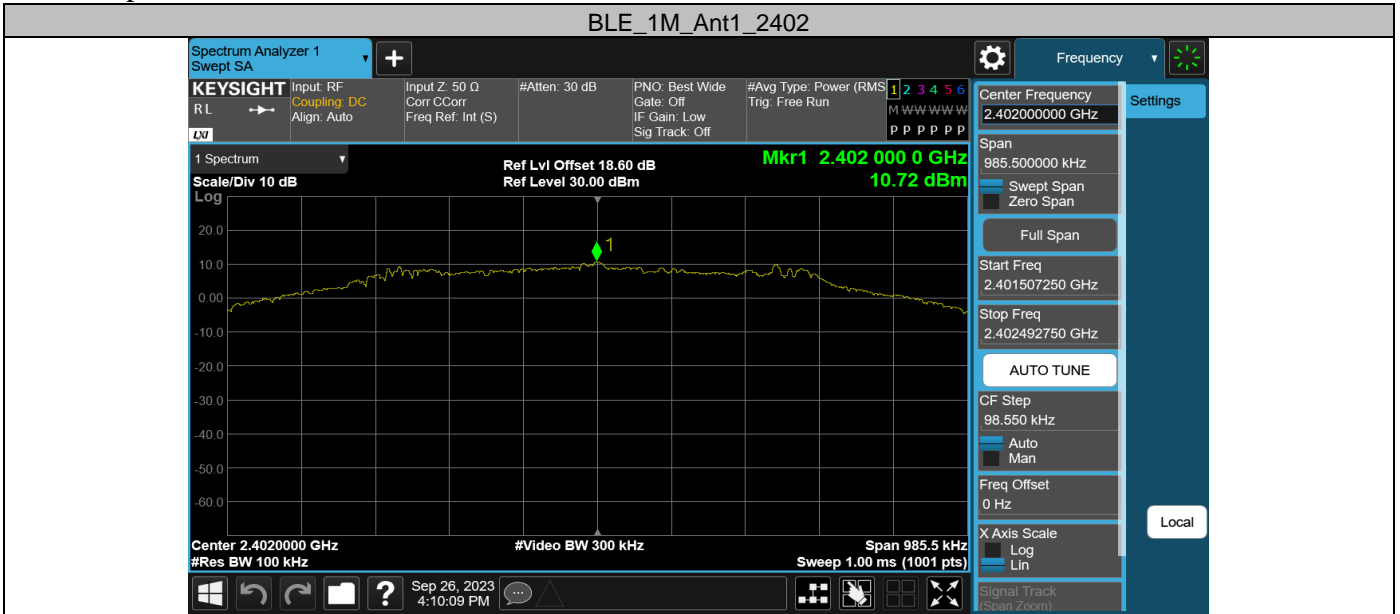 BLE_1M_Ant1_2402
Spectrum Analyzer 1
Swept SA
+
Frequency
KEYSIGHT
RL
LXI
Input: RF
Coupling: DC
Align: Auto
Input Z: 50 Ω
Corr CCorr
Freq Ref: Int (S)
#Atten: 30 dB
PNO: Best Wide
Gate: Off
IF Gain: Low
Sig Track: Off
#Avg Type: Power (RMS
Trig: Free Run
1 2 3 4 5 6
M W W W W W
P P P P P P
1 Spectrum
Scale/Div 10 dB
Log
Ref Lvl Offset 18.60 dB
Ref Level 30.00 dBm
Mkr1 2.402 000 0 GHz
10.72 dBm
1
20.0
10.0
0.00
-10.0
-20.0
-30.0
-40.0
-50.0
-60.0
Center 2.4020000 GHz
#Res BW 100 kHz
#Video BW 300 kHz
Span 985.5 kHz
Sweep 1.00 ms (1001 pts)
?
Sep 26, 2023
4:10:09 PM
Center Frequency
2.402000000 GHz
Span
985.500000 kHz
Swept Span
Zero Span
Full Span
Start Freq
2.401507250 GHz
Stop Freq
2.402492750 GHz
AUTO TUNE
CF Step
98.550 kHz
Auto
Man
Freq Offset
0 Hz
X Axis Scale
Log
Lin
Signal Track
(Span Zoom)
Settings
Local